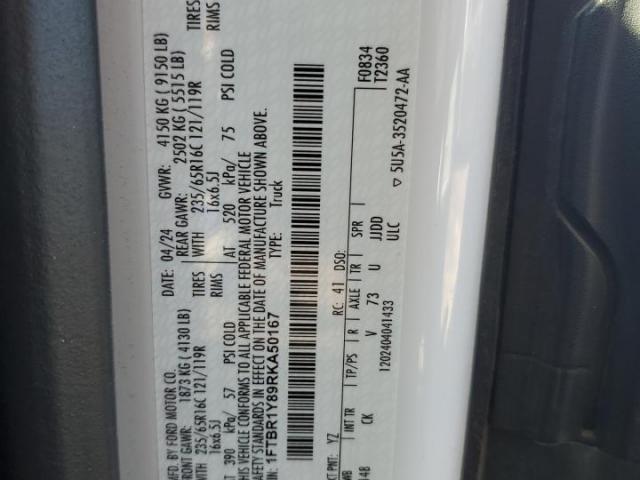 MFD. BY FORD MOTOR CO.
DATE: 04/24 GVWR: 4150 KG ( 9150 LB)
FRONT GAWR: 1873 KG ( 4130 LB) REAR GAWR: 2502 KG ( 5515 LB)
WITH 235/65R16C 121/119R TIRES WITH 235/65R16C 121/119R TIRES
16x6.5J RIMS 16x6.5J RIMS
AT 390 kPa/ 57 PSI COLD AT 520 kPa/ 75 PSI COLD
THIS VEHICLE CONFORMS TO ALL APPLICABLE FEDERAL MOTOR VEHICLE
SAFETY STANDARDS IN EFFECT ON THE DATE OF MANUFACTURE SHOWN ABOVE.
VIN: 1FTBR1Y89RKA50167 TYPE: Truck
F0834
T2360
EXT PNT: YZ RC: 41 DSO:
WB INT TR TP/PS R AXLE TR SPR
148 CK V 73 U JJDD
1202404041433 ULC
▽ 5U5A-3520472-AA